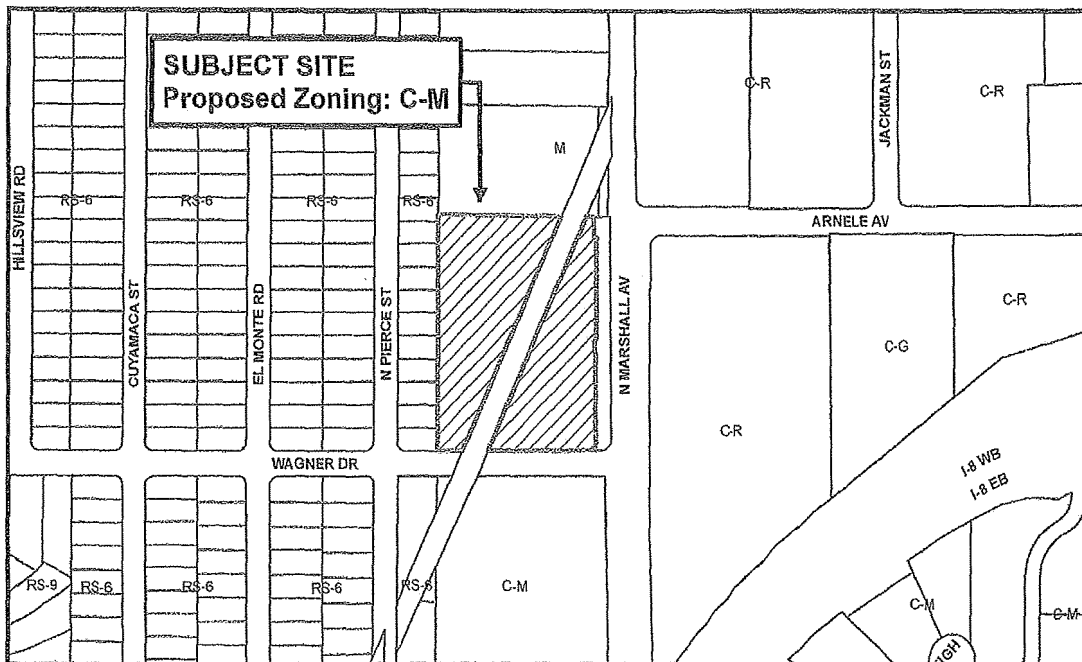 SUBJECT SITE
Proposed Zoning: C-M
C-R
JACKMAN ST
C-R
M
HILLSVIEW RD
RS-6
RS-6
RS-6
RS-6
ARNELE AV
CUYAMACA ST
EL MONTE RD
N PIERCE ST
N MARSHALL AV
C-R
C-G
C-R
WAGNER DR
I-8 WB
I-8 EB
RS-9
RS-6
RS-6
RS-6
RS-6
C-M
C-M
C-M